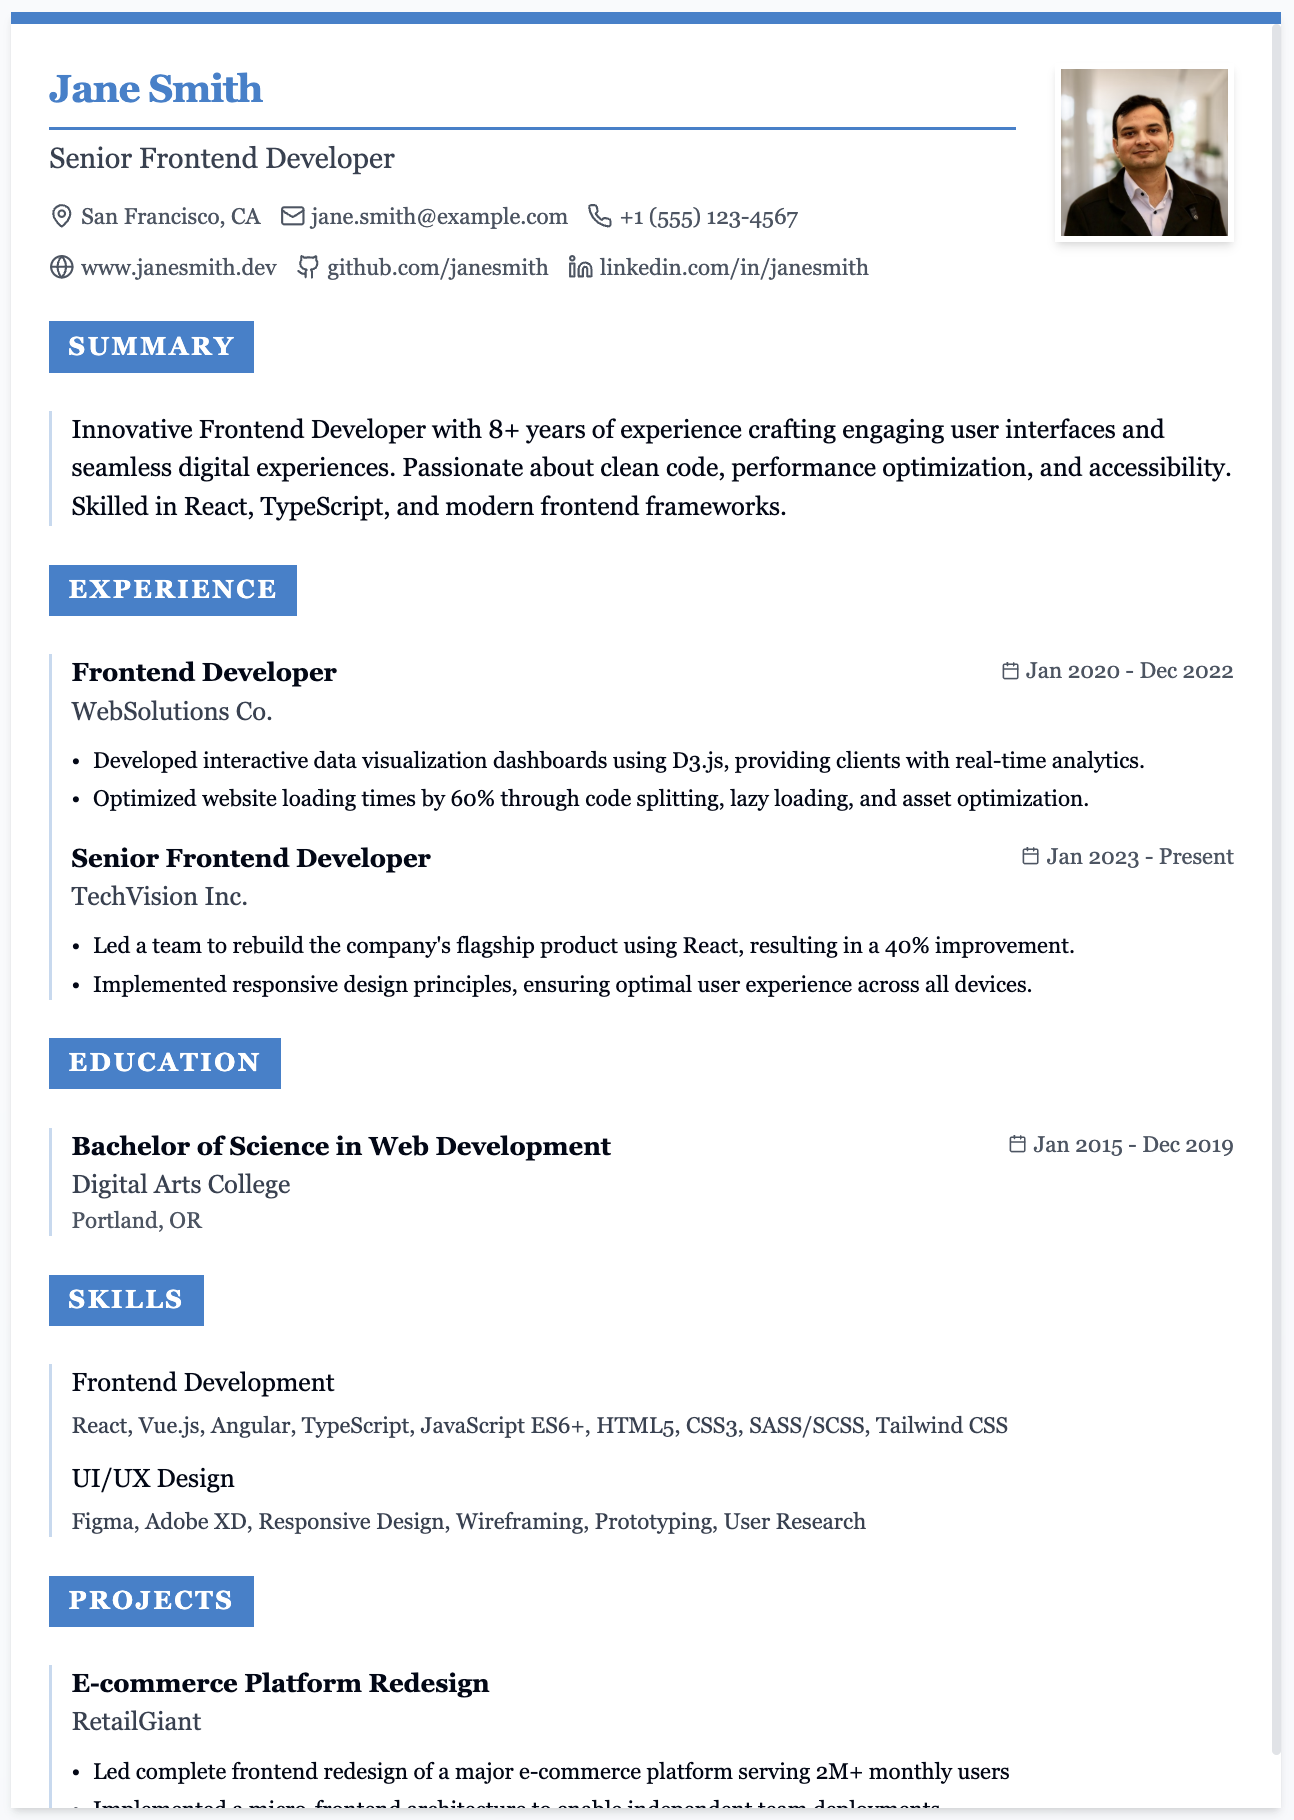 Jane Smith
Senior Frontend Developer
San Francisco, CA jane.smith@example.com +1 (555) 123-4567
www.janesmith.dev github.com/janesmith linkedin.com/in/janesmith
SUMMARY
Innovative Frontend Developer with 8+ years of experience crafting engaging user interfaces and
seamless digital experiences. Passionate about clean code, performance optimization, and accessibility.
Skilled in React, TypeScript, and modern frontend frameworks.
EXPERIENCE
Frontend Developer Jan 2020 - Dec 2022
WebSolutions Co.
• Developed interactive data visualization dashboards using D3.js, providing clients with real-time analytics.
• Optimized website loading times by 60% through code splitting, lazy loading, and asset optimization.
Senior Frontend Developer Jan 2023 - Present
TechVision Inc.
• Led a team to rebuild the company's flagship product using React, resulting in a 40% improvement.
• Implemented responsive design principles, ensuring optimal user experience across all devices.
EDUCATION
Bachelor of Science in Web Development Jan 2015 - Dec 2019
Digital Arts College
Portland, OR
SKILLS
Frontend Development
React, Vue.js, Angular, TypeScript, JavaScript ES6+, HTML5, CSS3, SASS/SCSS, Tailwind CSS
UI/UX Design
Figma, Adobe XD, Responsive Design, Wireframing, Prototyping, User Research
PROJECTS
E-commerce Platform Redesign
RetailGiant
• Led complete frontend redesign of a major e-commerce platform serving 2M+ monthly users
• Implemented a micro-frontend architecture to enable independent team deployments